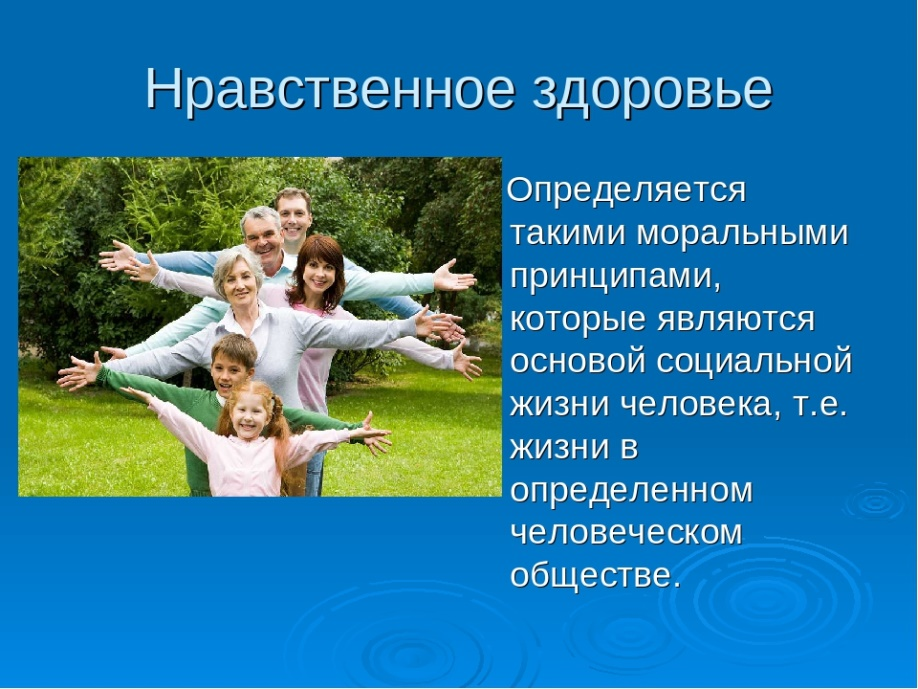 Нравственное здоровье
Определяется
такими моральными
принципами,
которые являются
основой социальной
жизни человека, т.е.
жизни в
определенном
человеческом
обществе.